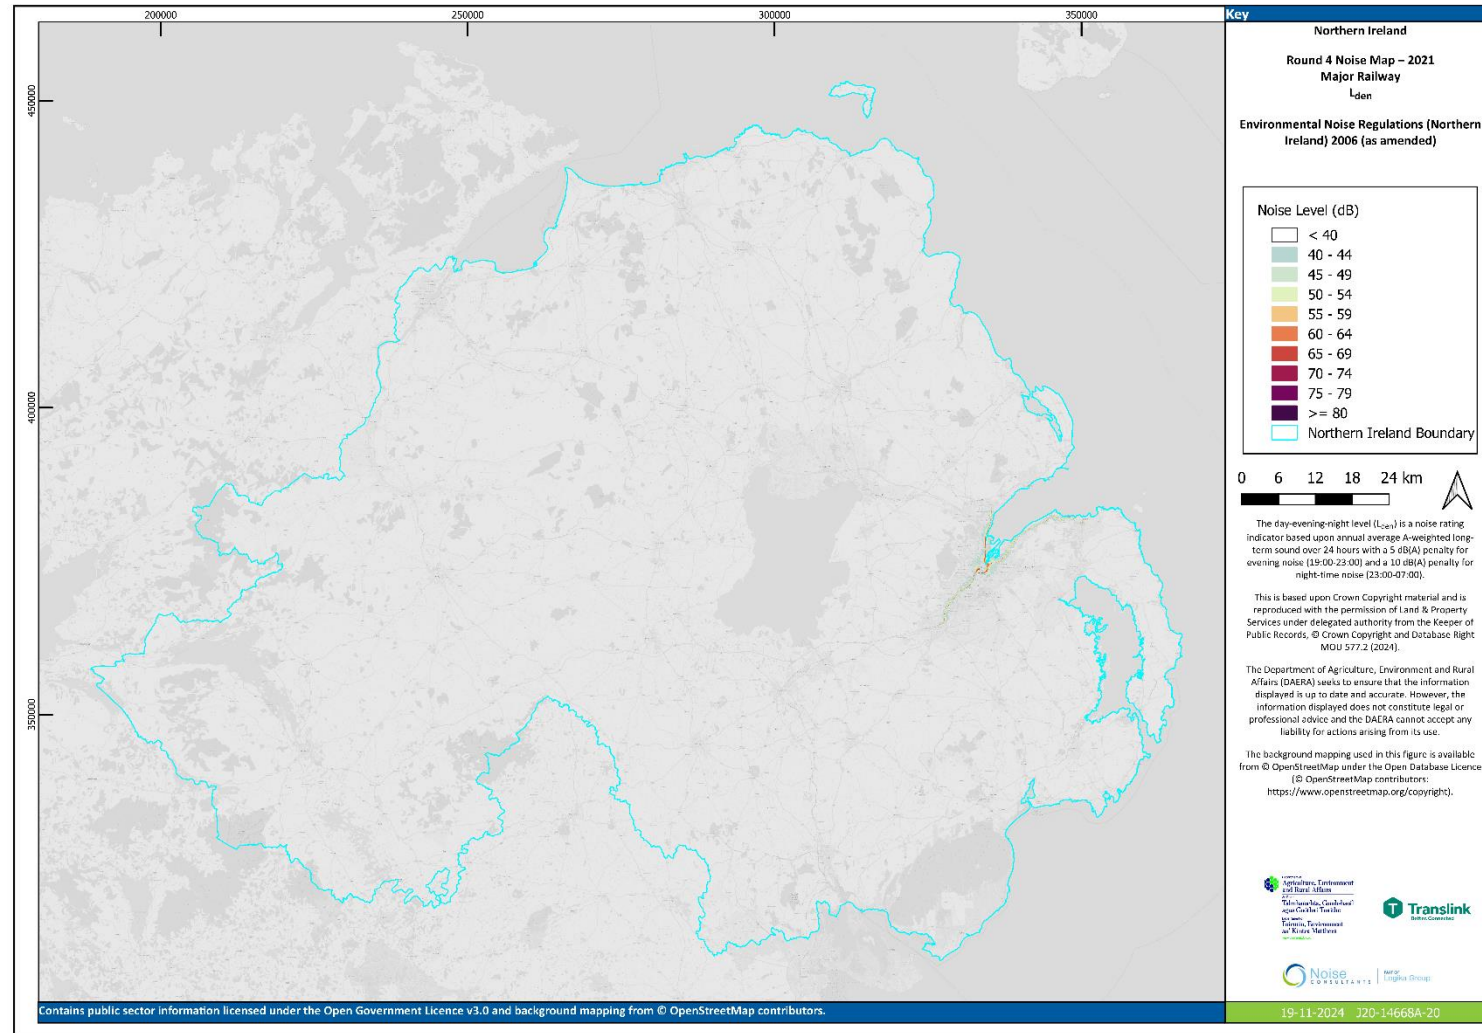 200000
250000
300000
350000
450000
400000
350000
Key
Northern Ireland
Round 4 Noise Map – 2021
Major Railway
Lden
Environmental Noise Regulations (Northern
Ireland) 2006 (as amended)
Noise Level (dB)
< 40
40 - 44
45 - 49
50 - 54
55 - 59
60 - 64
65 - 69
70 - 74
75 - 79
>= 80
Northern Ireland Boundary
0 6 12 18 24 km
The day-evening-night level (Lden) is a noise rating
indicator based upon annual average A-weighted long-
term sound over 24 hours with a 5 dB(A) penalty for
evening noise (19:00-23:00) and a 10 dB(A) penalty for
night-time noise (23:00-07:00).
This is based upon Crown Copyright material and is
reproduced with the permission of Land & Property
Services under delegated authority from the Keeper of
Public Records, © Crown Copyright and Database Right
MOU 577.2 (2024).
The Department of Agriculture, Environment and Rural
Affairs (DAERA) seeks to ensure that the information
displayed is up to date and accurate. However, the
information displayed does not constitute legal or
professional advice and the DAERA cannot accept any
liability for actions arising from its use.
The background mapping used in this figure is available
from © OpenStreetMap under the Open Database Licence
(© OpenStreetMap contributors:
https://www.openstreetmap.org/copyright).
Agriculture, Environment
and Rural Affairs
Translink
Better. Connected
Noise
CONSULTANTS
PART OF
Logika Group
Contains public sector information licensed under the Open Government Licence v3.0 and background mapping from © OpenStreetMap contributors.
19-11-2024 J20-14668A-20